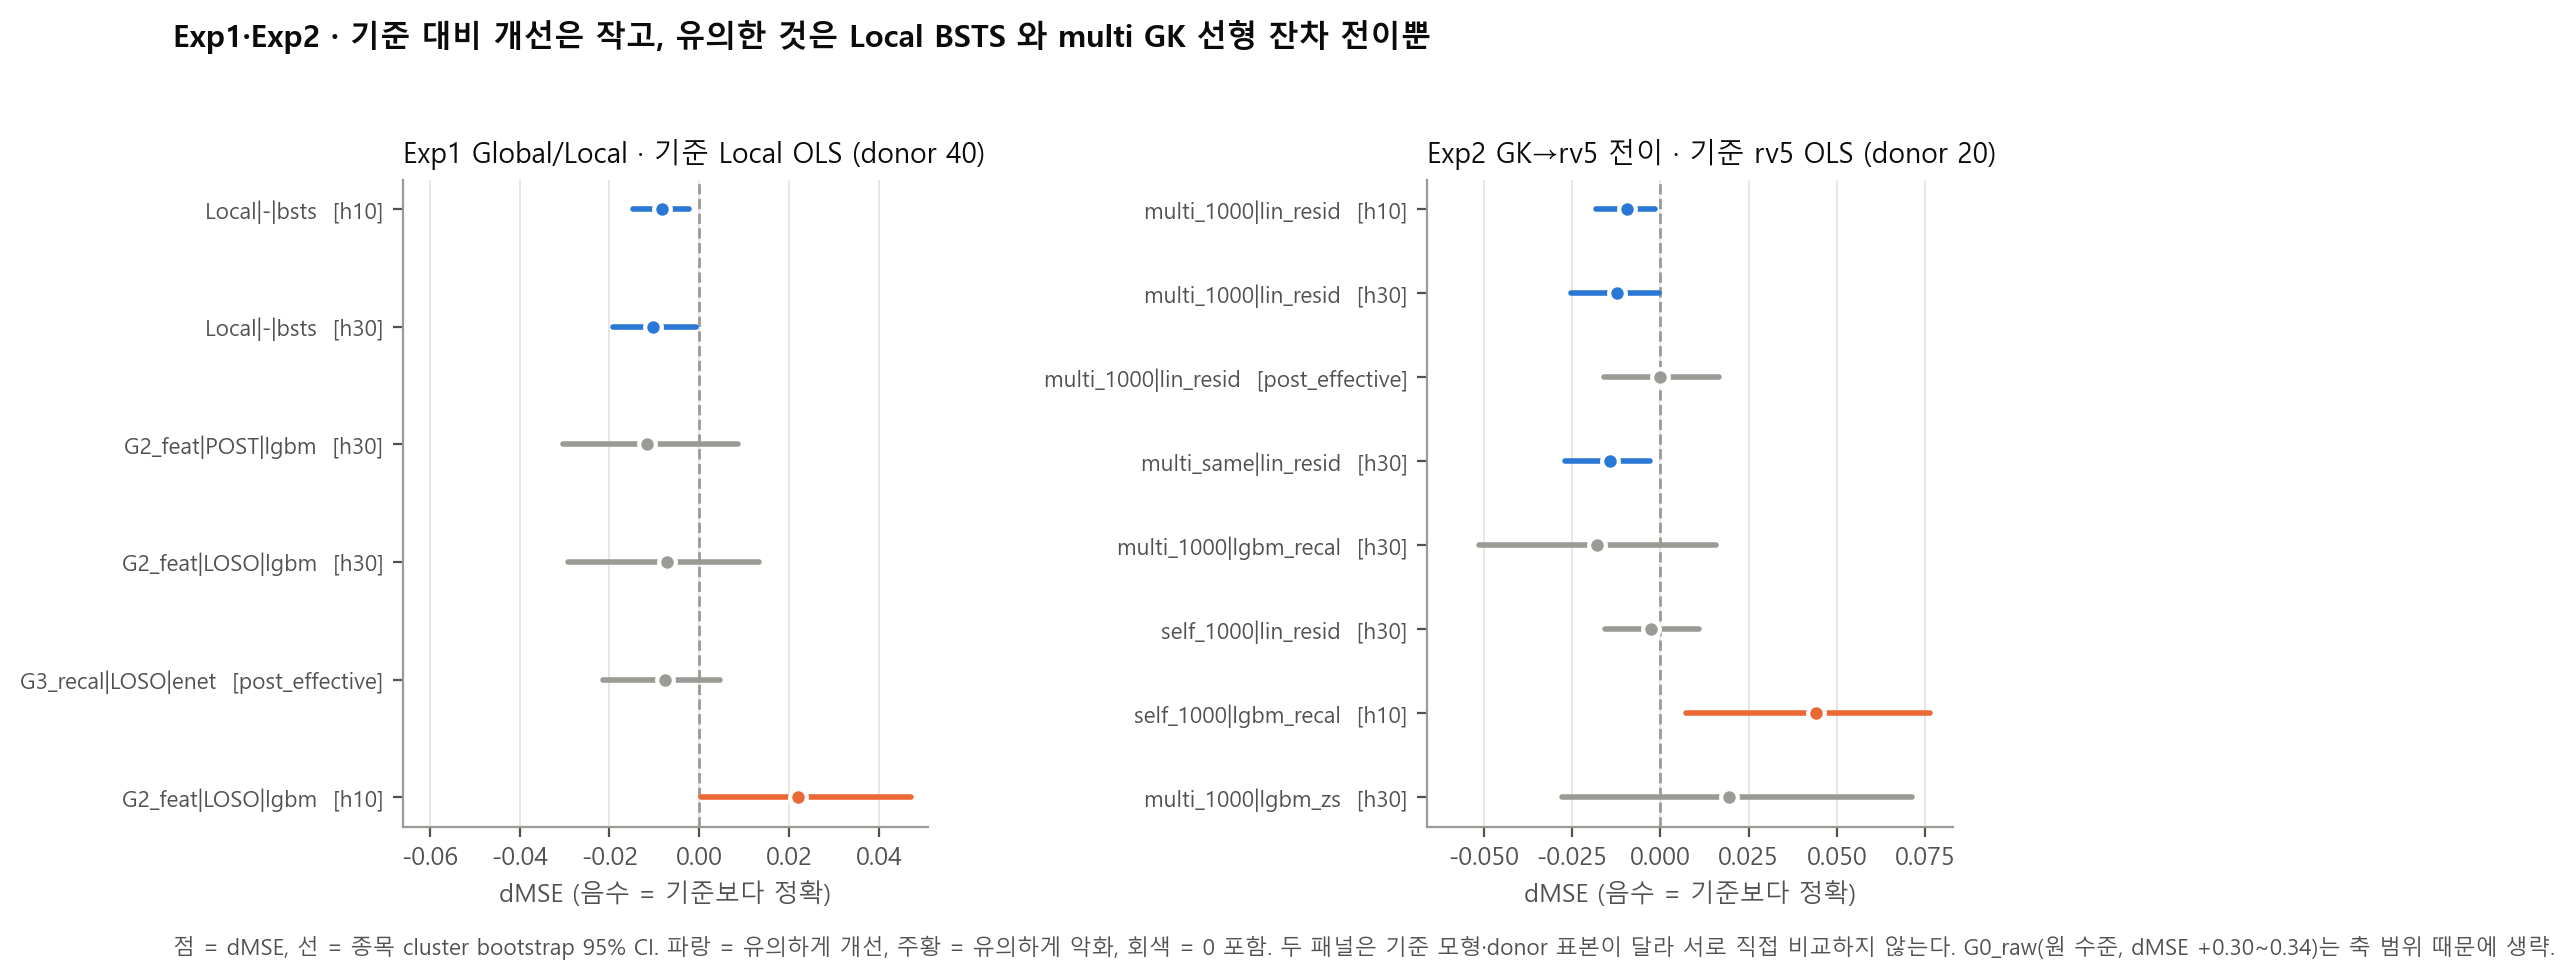 Exp1·Exp2 · 기준 대비 개선은 작고, 유의한 것은 Local BSTS 와 multi GK 선형 잔차 전이뿐
Exp1 Global/Local · 기준 Local OLS (donor 40)
Local|-|bsts [h10]
Local|-|bsts [h30]
G2_feat|POST|lgbm [h30]
G2_feat|LOSO|lgbm [h30]
G3_recal|LOSO|enet [post_effective]
G2_feat|LOSO|lgbm [h10]
-0.06 -0.04 -0.02 0.00 0.02 0.04
dMSE (음수 = 기준보다 정확)
Exp2 GK→rv5 전이 · 기준 rv5 OLS (donor 20)
multi_1000|lin_resid [h10]
multi_1000|lin_resid [h30]
multi_1000|lin_resid [post_effective]
multi_same|lin_resid [h30]
multi_1000|lgbm_recal [h30]
self_1000|lin_resid [h30]
self_1000|lgbm_recal [h10]
multi_1000|lgbm_zs [h30]
-0.050 -0.025 0.000 0.025 0.050 0.075
dMSE (음수 = 기준보다 정확)
점 = dMSE, 선 = 종목 cluster bootstrap 95% CI. 파랑 = 유의하게 개선, 주황 = 유의하게 악화, 회색 = 0 포함. 두 패널은 기준 모형·donor 표본이 달라 서로 직접 비교하지 않는다. G0_raw(원 수준, dMSE +0.30~0.34)는 축 범위 때문에 생략.